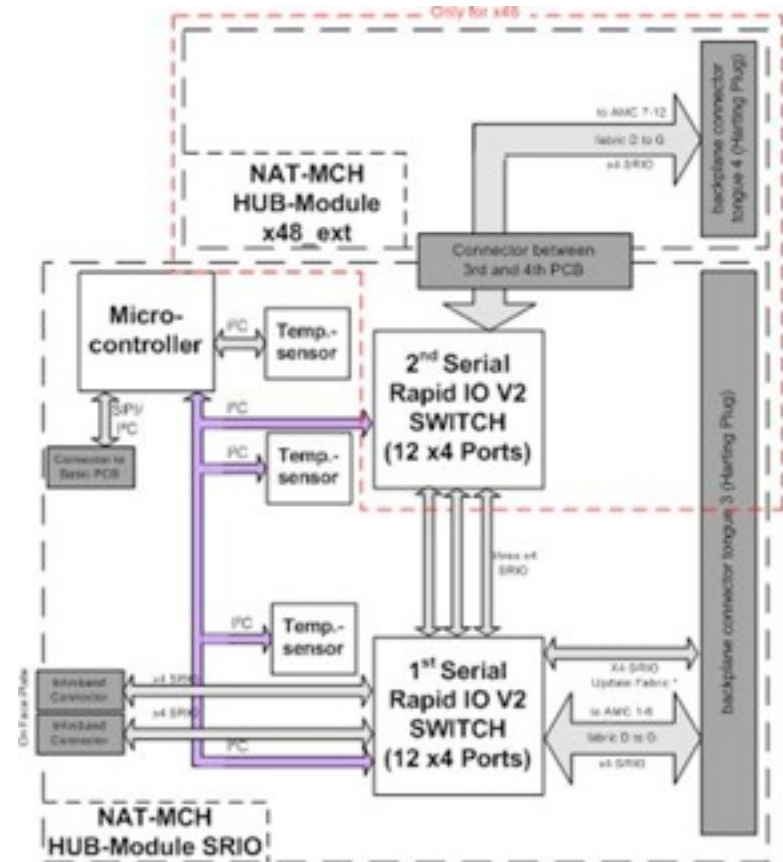 Only for x48
to AMC 7-12
fabric D to G
x4 SRIO
backplane connector
tongue 4 (Harting Plug)
NAT-MCH
HUB-Module
x48_ext
Connector between
3rd and 4th PCB
Micro-
controller
I²C
Temp.-
sensor
2nd Serial
Rapid IO V2
SWITCH
(12 x4 Ports)
SIP1/
I²C
I²C
Connector to
Basic PCB
Temp.-
sensor
backplane connector tongue 3 (Harting Plug)
three x4
SRIO
I²C
Temp.-
sensor
1st Serial
Rapid IO V2
SWITCH
(12 x4 Ports)
X4 SRIO
Update Fabric *
On Face Plate
Infiniband
Connector
x4 SRIO
Infiniband
Connector
x4 SRIO
I²C
to AMC 1-6
fabric D to G
x4 SRIO
NAT-MCH
HUB-Module SRIO